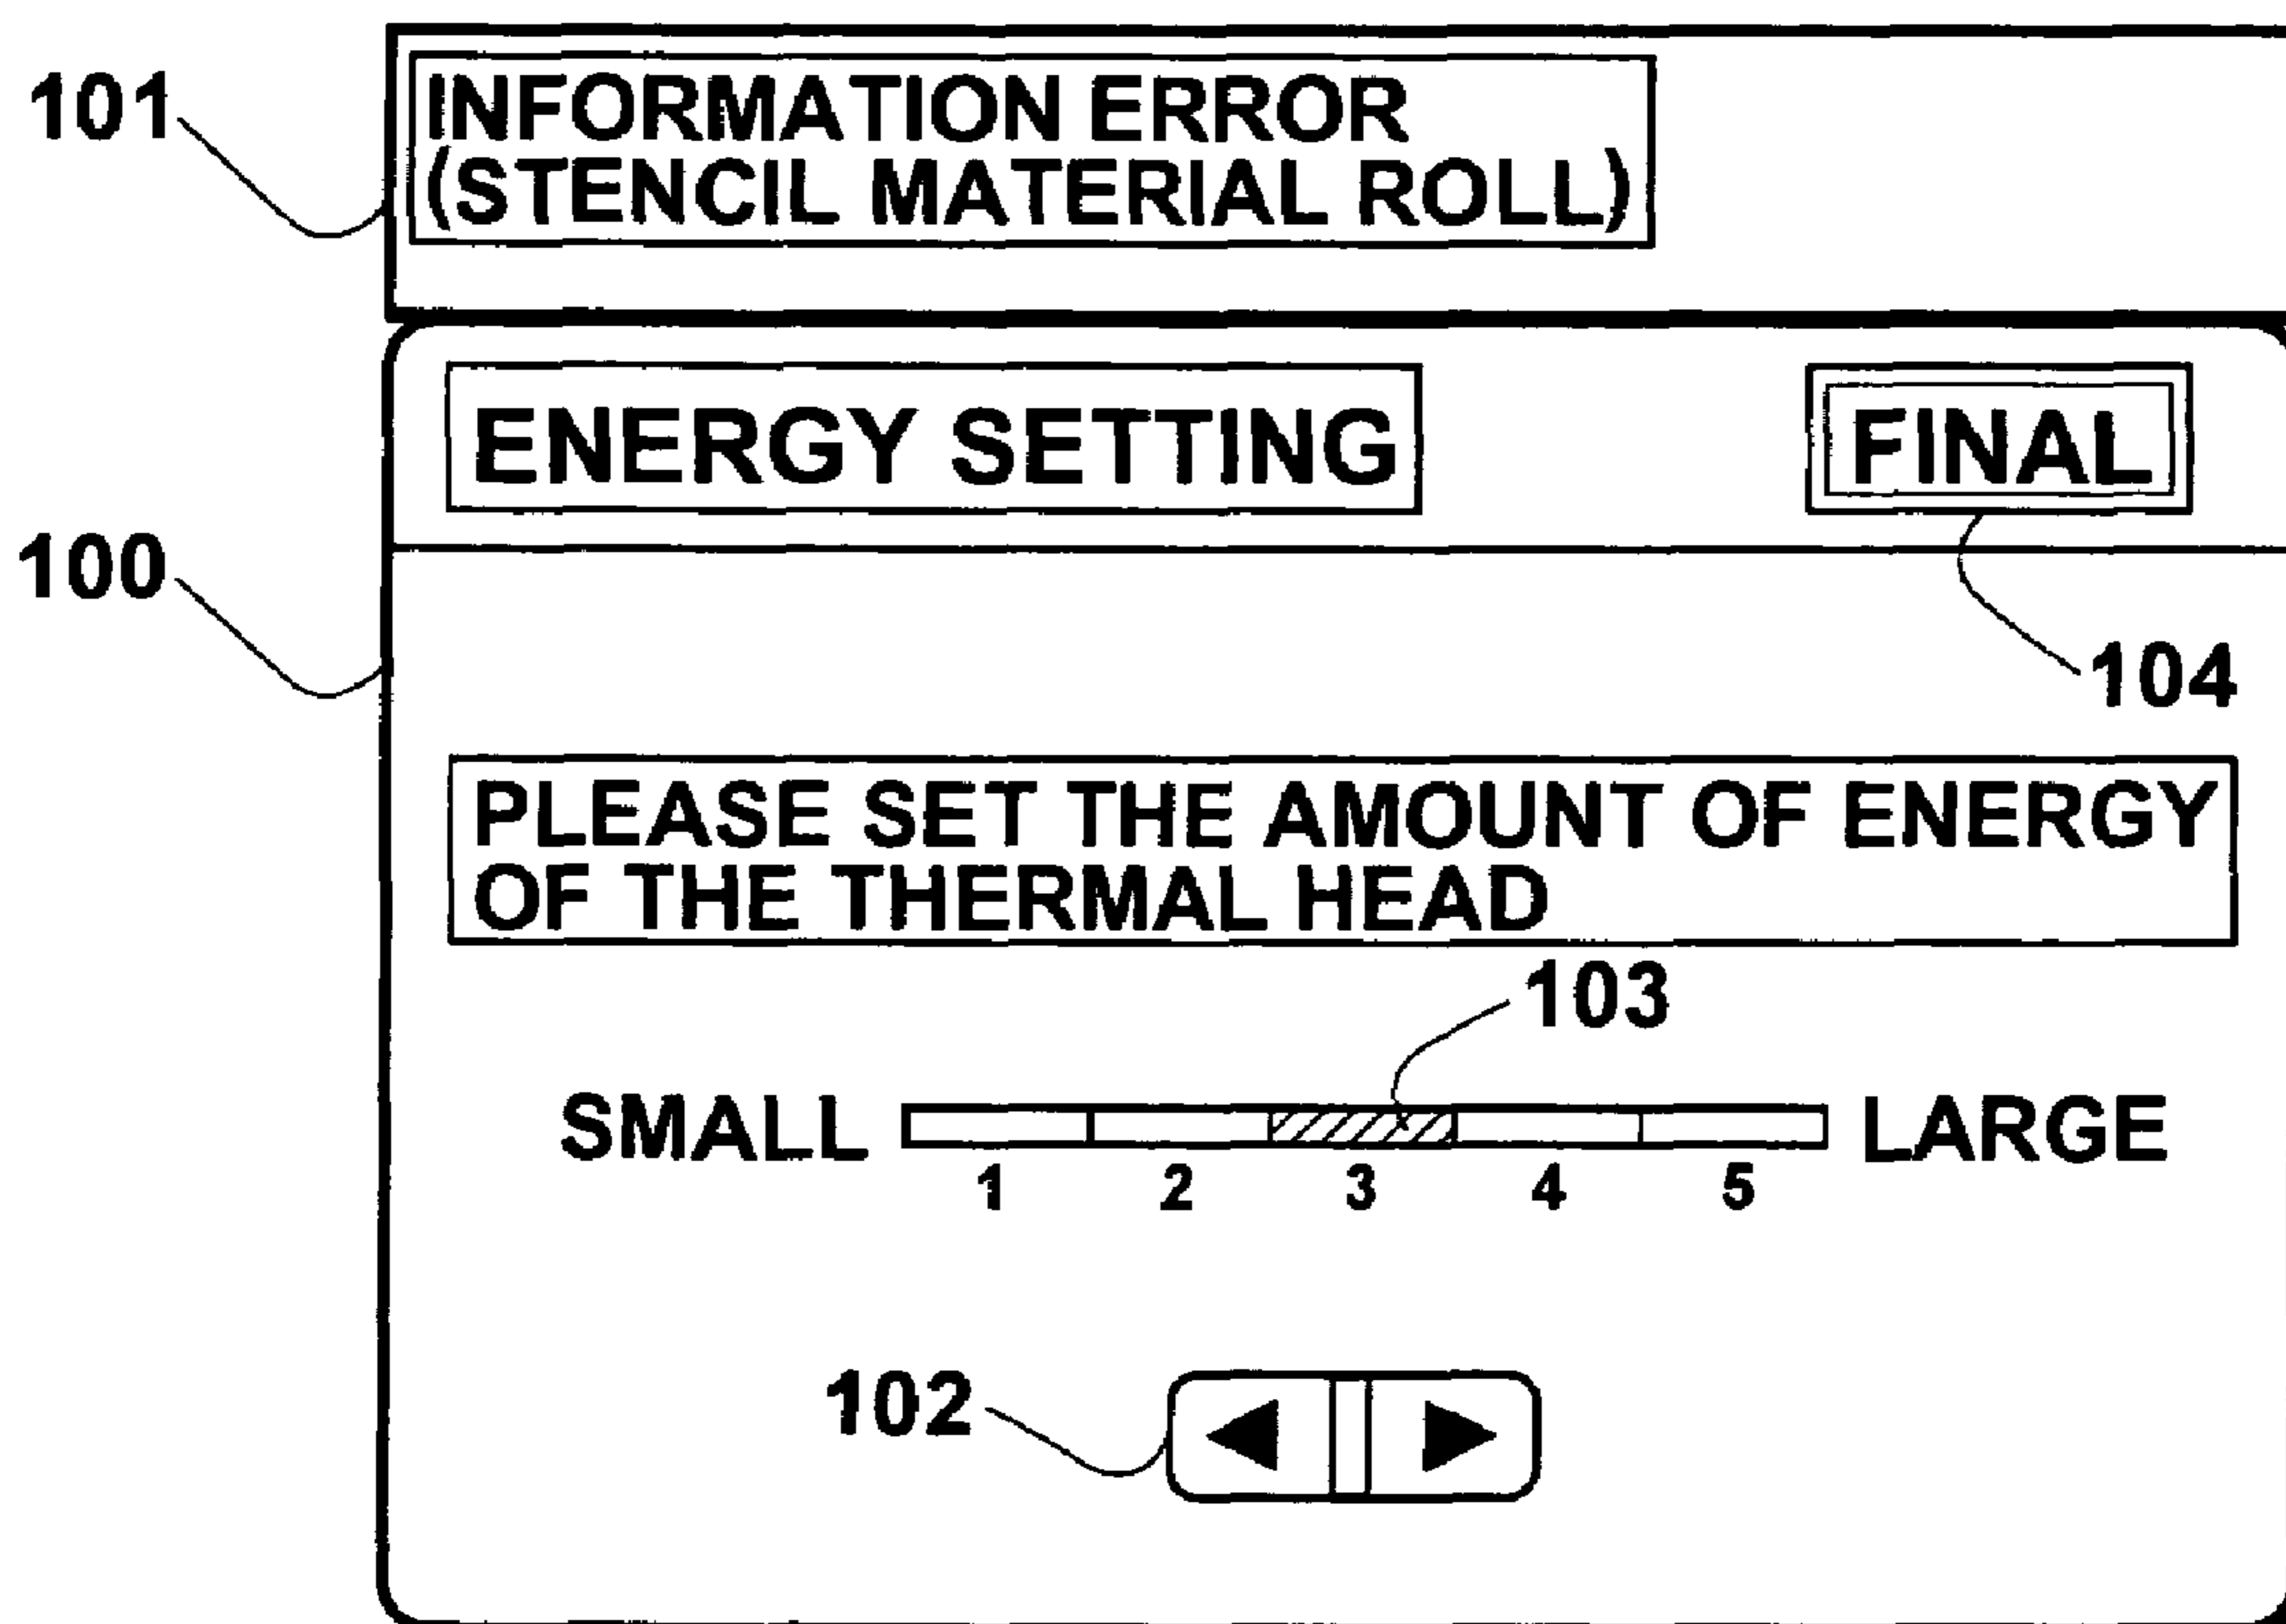 101
INFORMATION ERROR
(STENCIL MATERIAL ROLL)
ENERGY SETTING
FINAL
100
104
PLEASE SET THE AMOUNT OF ENERGY
OF THE THERMAL HEAD
103
SMALL
LARGE
1 2 3 4 5
102